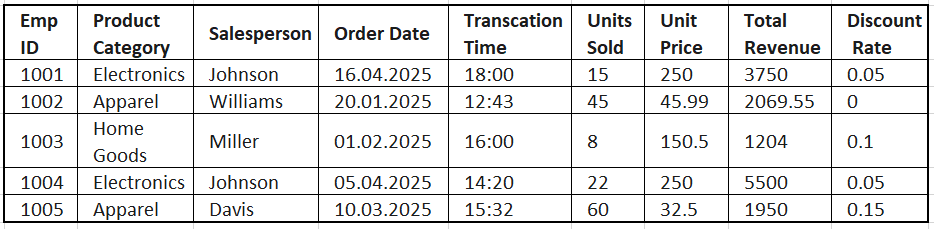 Emp ID Product Category Salesperson Order Date Transcation Time Units Sold Unit Price Total Revenue Discount Rate
1001 Electronics Johnson 16.04.2025 18:00 15 250 3750 0.05
1002 Apparel Williams 20.01.2025 12:43 45 45.99 2069.55 0
1003 Home Goods Miller 01.02.2025 16:00 8 150.5 1204 0.1
1004 Electronics Johnson 05.04.2025 14:20 22 250 5500 0.05
1005 Apparel Davis 10.03.2025 15:32 60 32.5 1950 0.15